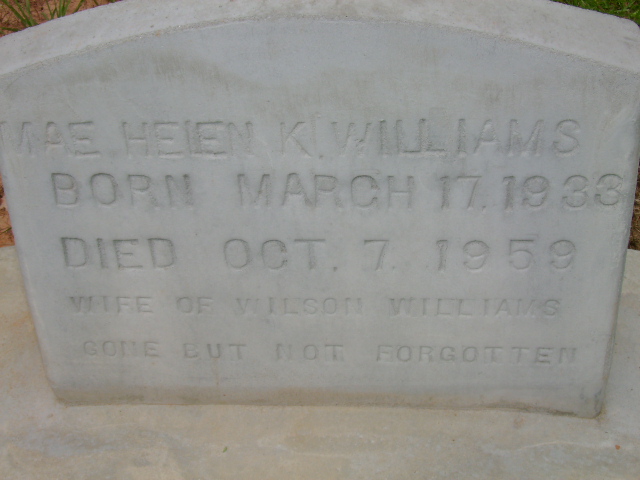 MAE HELEN K. WILLIAMS
BORN MARCH 17, 1933
DIED OCT. 7. 1959
WIFE OF WILSON WILLIAMS
GONE BUT NOT FORGOTTEN